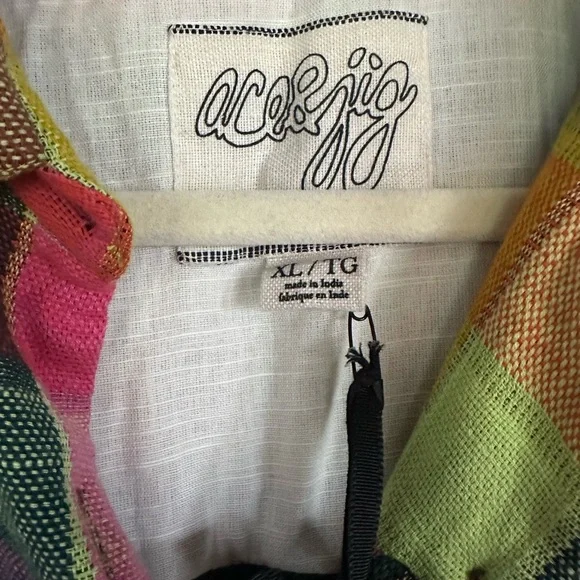 ace&jig
XL / TG
made in India
fabriqué en Inde